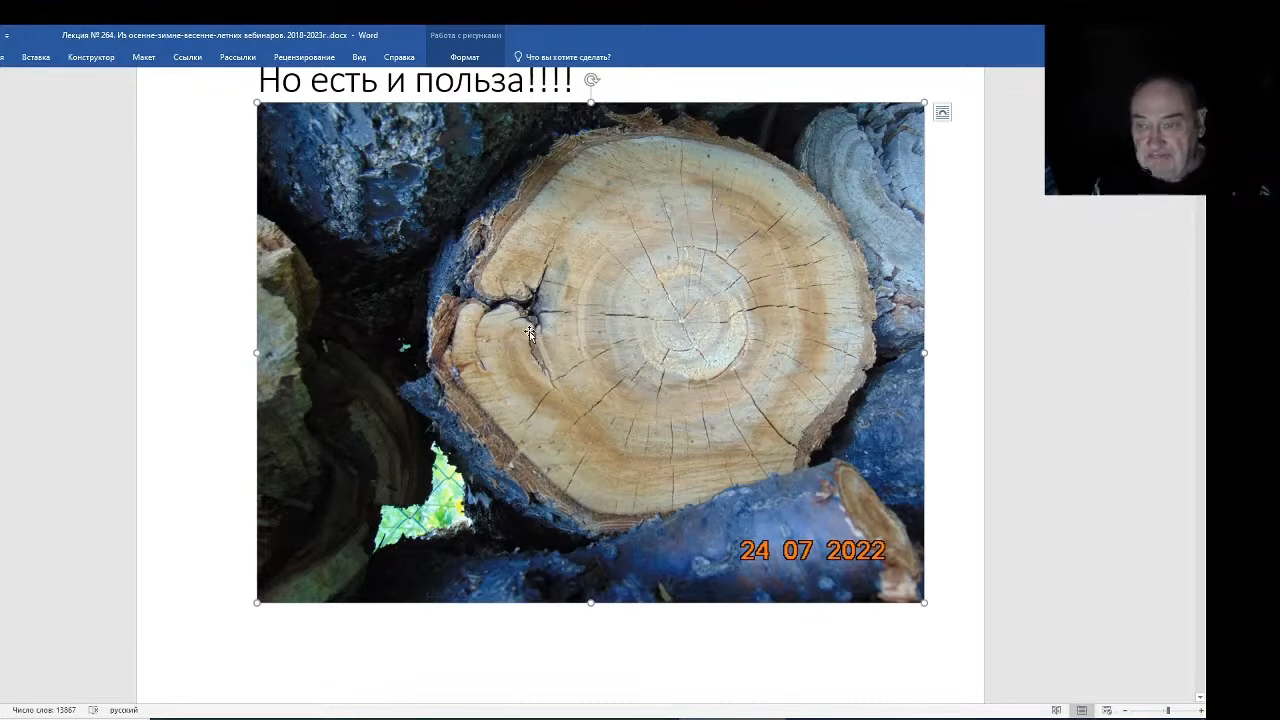 Лекция № 264. Из осенне-зимне-весенне-летних вебинаров. 2018-2023г..docx - Word
Работа с рисунками
Вставка Конструктор Макет Ссылки Рассылки Рецензирование Вид Справка Формат Что вы хотите сделать?
Но есть и польза!!!!
24 07 2022
Число слов: 13867 русский